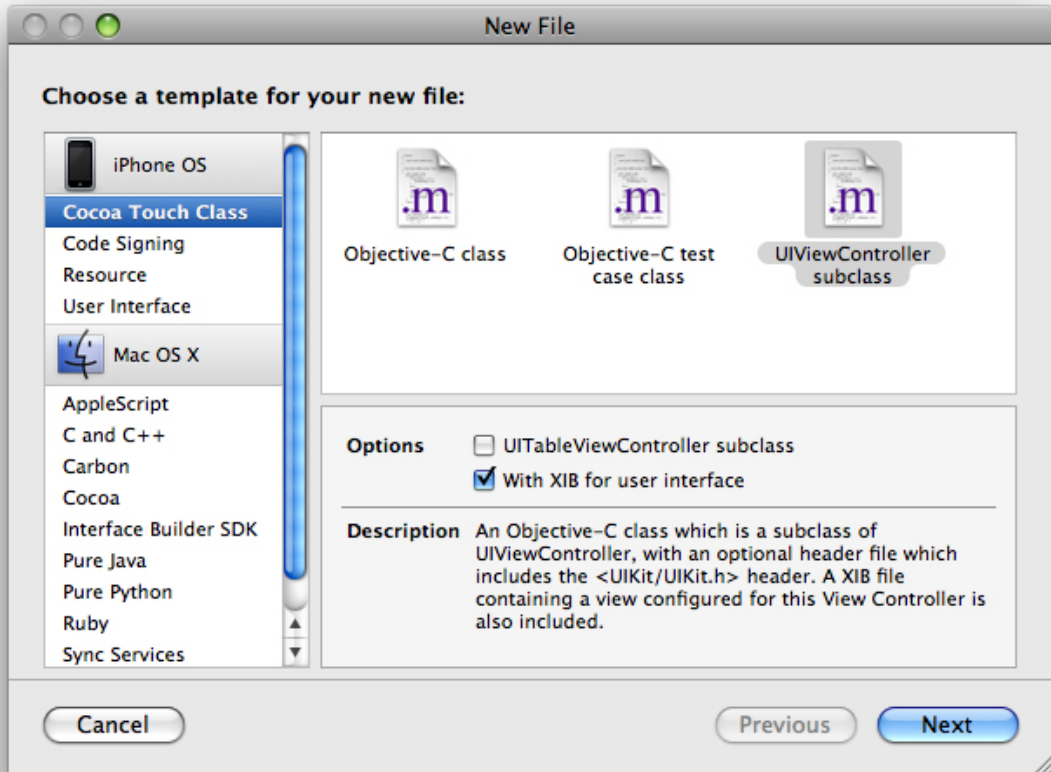 New File
Choose a template for your new file:
iPhone OS
Cocoa Touch Class
Code Signing
Resource
User Interface
Mac OS X
AppleScript
C and C++
Carbon
Cocoa
Interface Builder SDK
Pure Java
Pure Python
Ruby
Sync Services
.m
Objective-C class
.m
Objective-C test
case class
.m
UIViewController
subclass
Options
UITableViewController subclass
With XIB for user interface
Description
An Objective-C class which is a subclass of
UIViewController, with an optional header file which
includes the <UIKit/UIKit.h> header. A XIB file
containing a view configured for this View Controller is
also included.
Cancel
Previous
Next